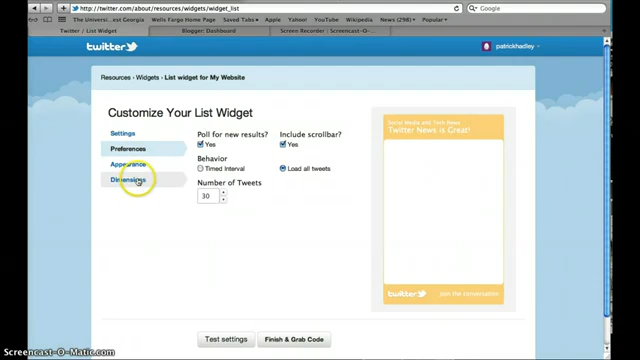 http://twitter.com/about/resources/widgets/widget_list
Google
Wells Fargo Home Page
Saved Tabs
Apple
Yahoo!
YouTube
Wikipedia
News (298)
Popular
Twitter / List Widget
Blogger: Dashboard
Screen Recorder | Screencast-O-...
twitter
patrickhadley
Resources › Widgets › List widget for My Website
Customize Your List Widget
Settings
Preferences
Appearance
Dimensions
Poll for new results?
Yes
Include scrollbar?
Yes
Behavior
Timed Interval
Load all tweets
Number of Tweets
30
Social Media and Tech News
Twitter News is Great!
twitter
Join the conversation
Test settings
Finish & Grab Code
Screencast-O-Matic.com